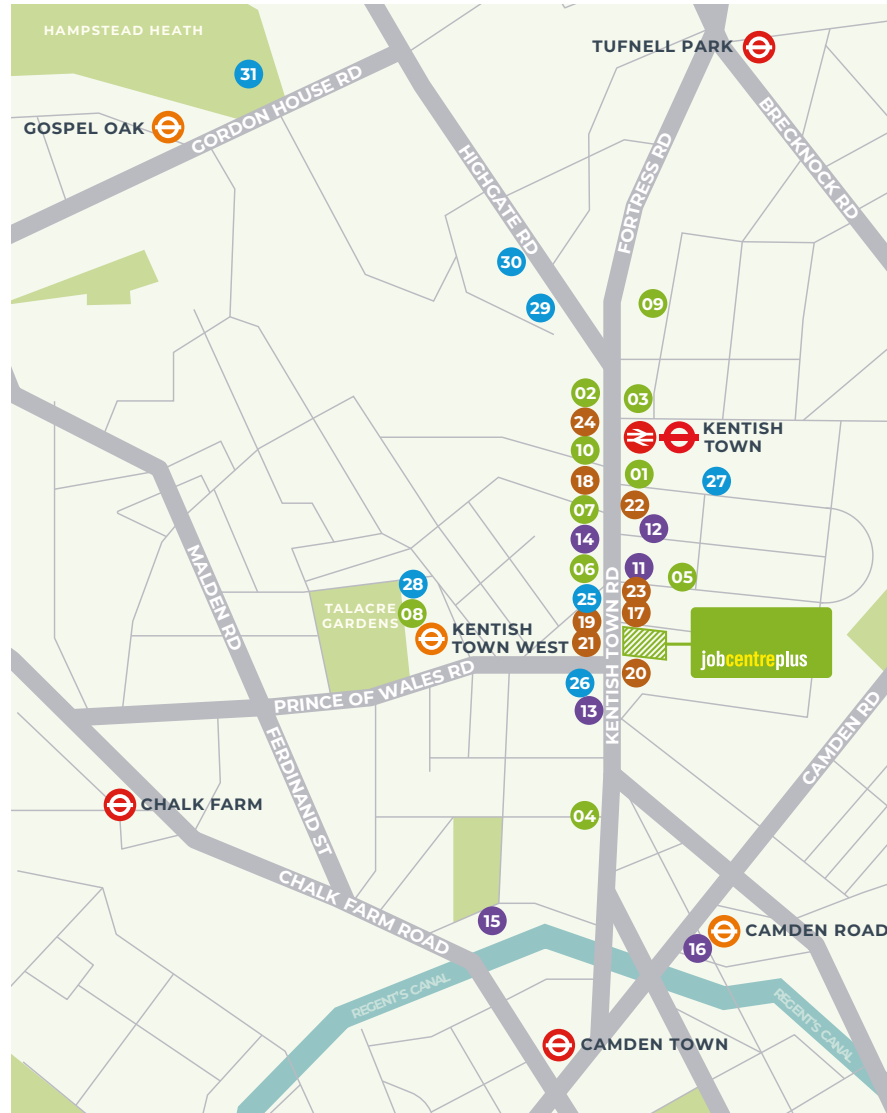 HAMPSTEAD HEATH
TUFNELL PARK
31
GOSPEL OAK
GORDON HOUSE RD
HIGHGATE RD
FORTRESS RD
BRECKNOCK RD
30
29
09
02
03
24
KENTISH
TOWN
10
01
18
27
22
07
12
14
06
11
05
28
23
25
08
TALACRE
GARDENS
17
19
KENTISH
TOWN WEST
21
MALDEN RD
KENTISH TOWN RD
jobcentreplus
20
26
PRINCE OF WALES RD
13
CAMDEN RD
FERDINAND ST
CHALK FARM
04
CHALK FARM ROAD
15
16
CAMDEN ROAD
REGENT'S CANAL
REGENT'S CANAL
CAMDEN TOWN